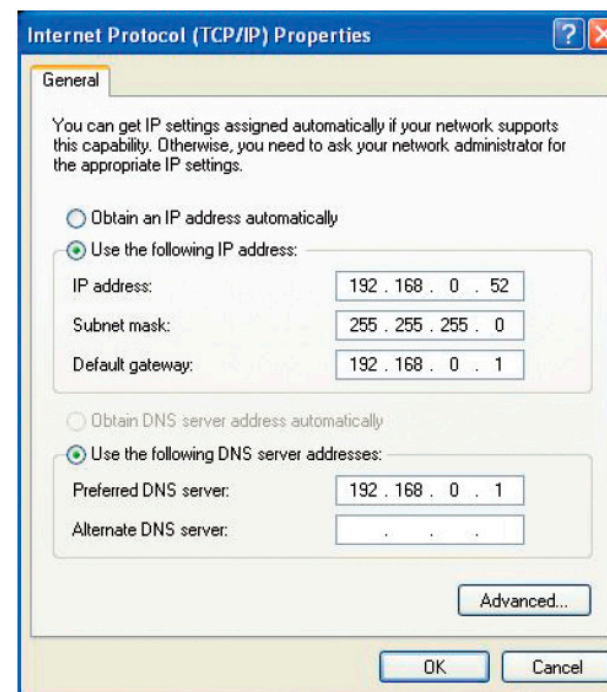 Internet Protocol (TCP/IP) Properties
General
You can get IP settings assigned automatically if your network supports
this capability. Otherwise, you need to ask your network administrator for
the appropriate IP settings.
Obtain an IP address automatically
Use the following IP address:
IP address: 192 . 168 . 0 . 52
Subnet mask: 255 . 255 . 255 . 0
Default gateway: 192 . 168 . 0 . 1
Obtain DNS server address automatically
Use the following DNS server addresses:
Preferred DNS server: 192 . 168 . 0 . 1
Alternate DNS server: . . .
Advanced...
OK Cancel